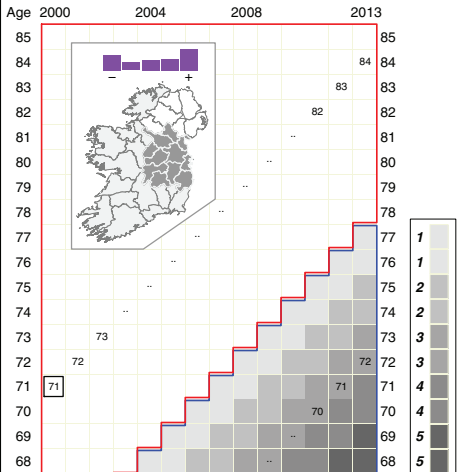 Age 2000 2004 2008 2013
85 85
84 84 84
83 83 83
82 82 82
81 .. 81
80 .. 80
79 .. 79
78 .. 78
77 .. 77 1
76 .. 76 1
75 .. 75 2
74 .. 74 2
73 73 73 3
72 72 72 72 3
71 71 71 71 4
70 70 70 4
69 .. 69 5
68 .. 68 5
− +